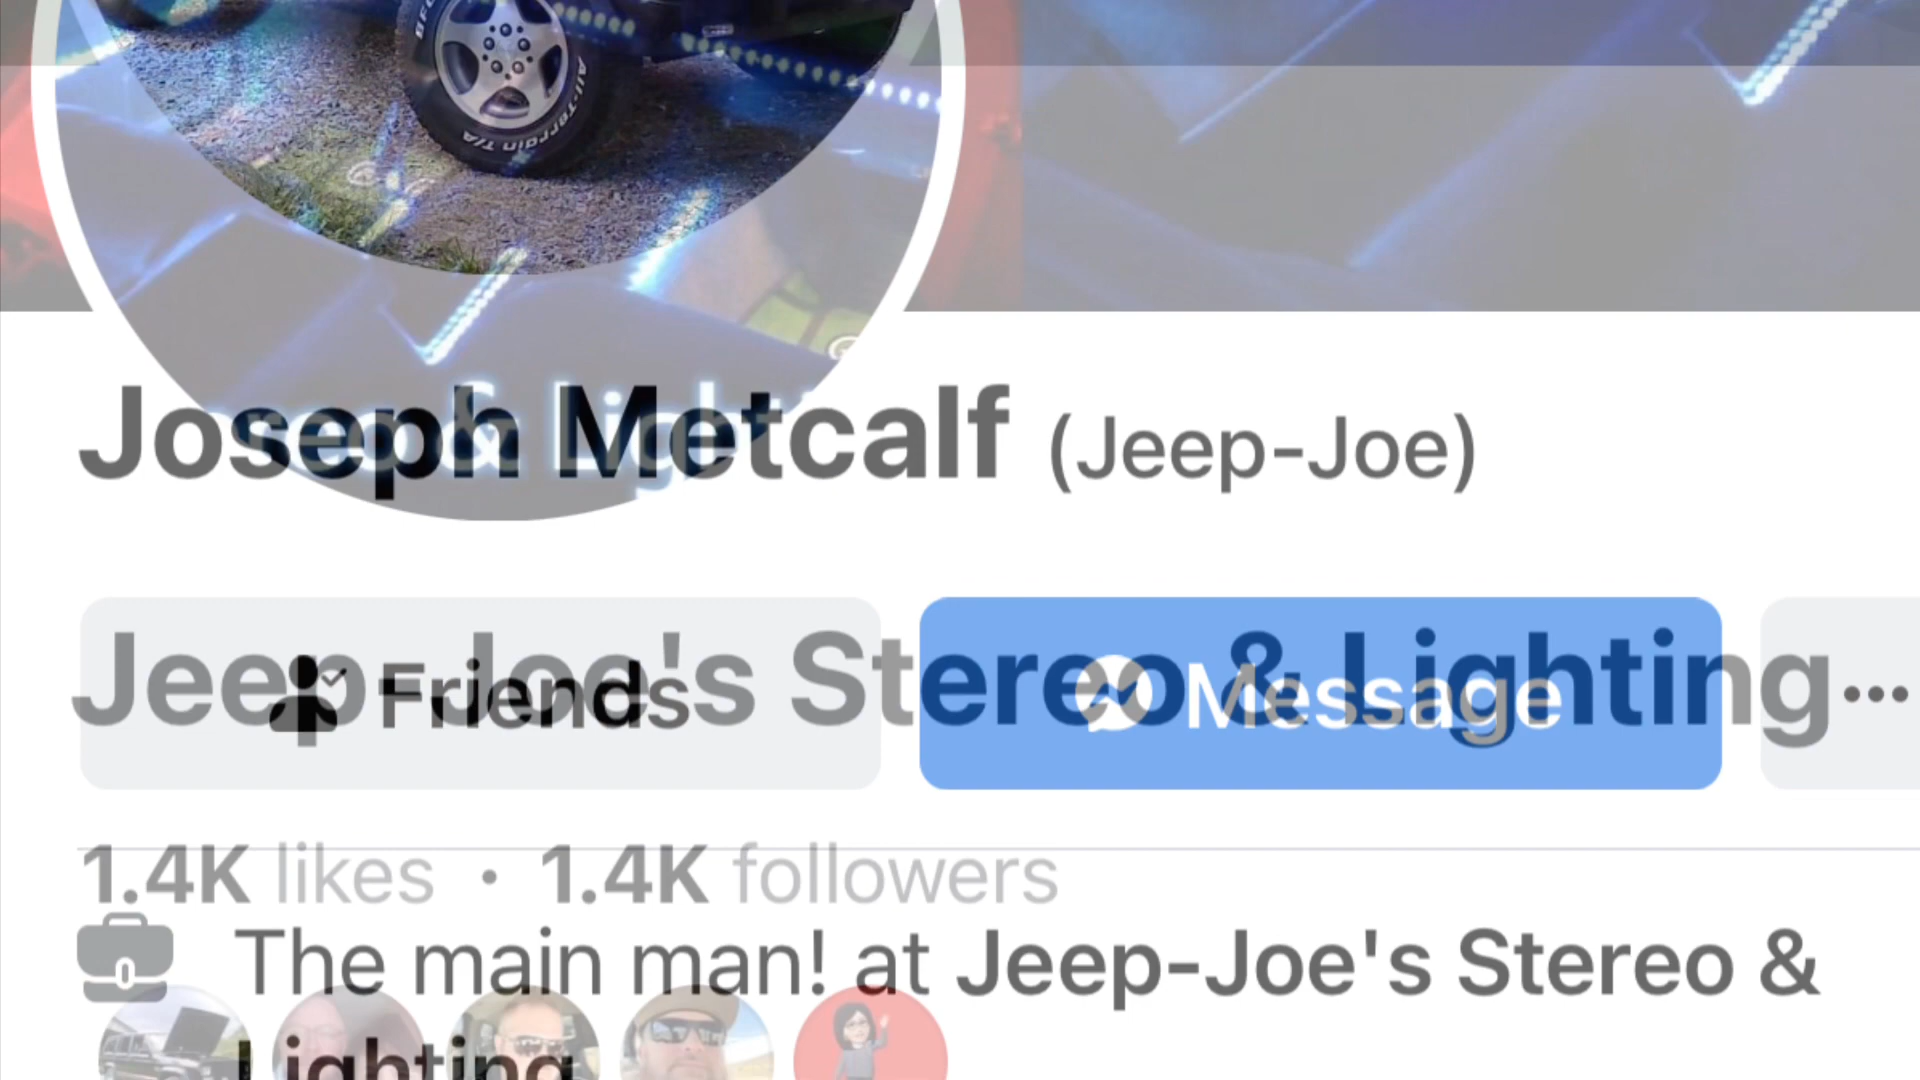 All-Terrain T/A
& Light
Joseph Metcalf (Jeep-Joe)
Jeep-Joe's Stereo & Lighting
Friends
Message
1.4K likes · 1.4K followers
The main man! at Jeep-Joe's Stereo &
Lighting